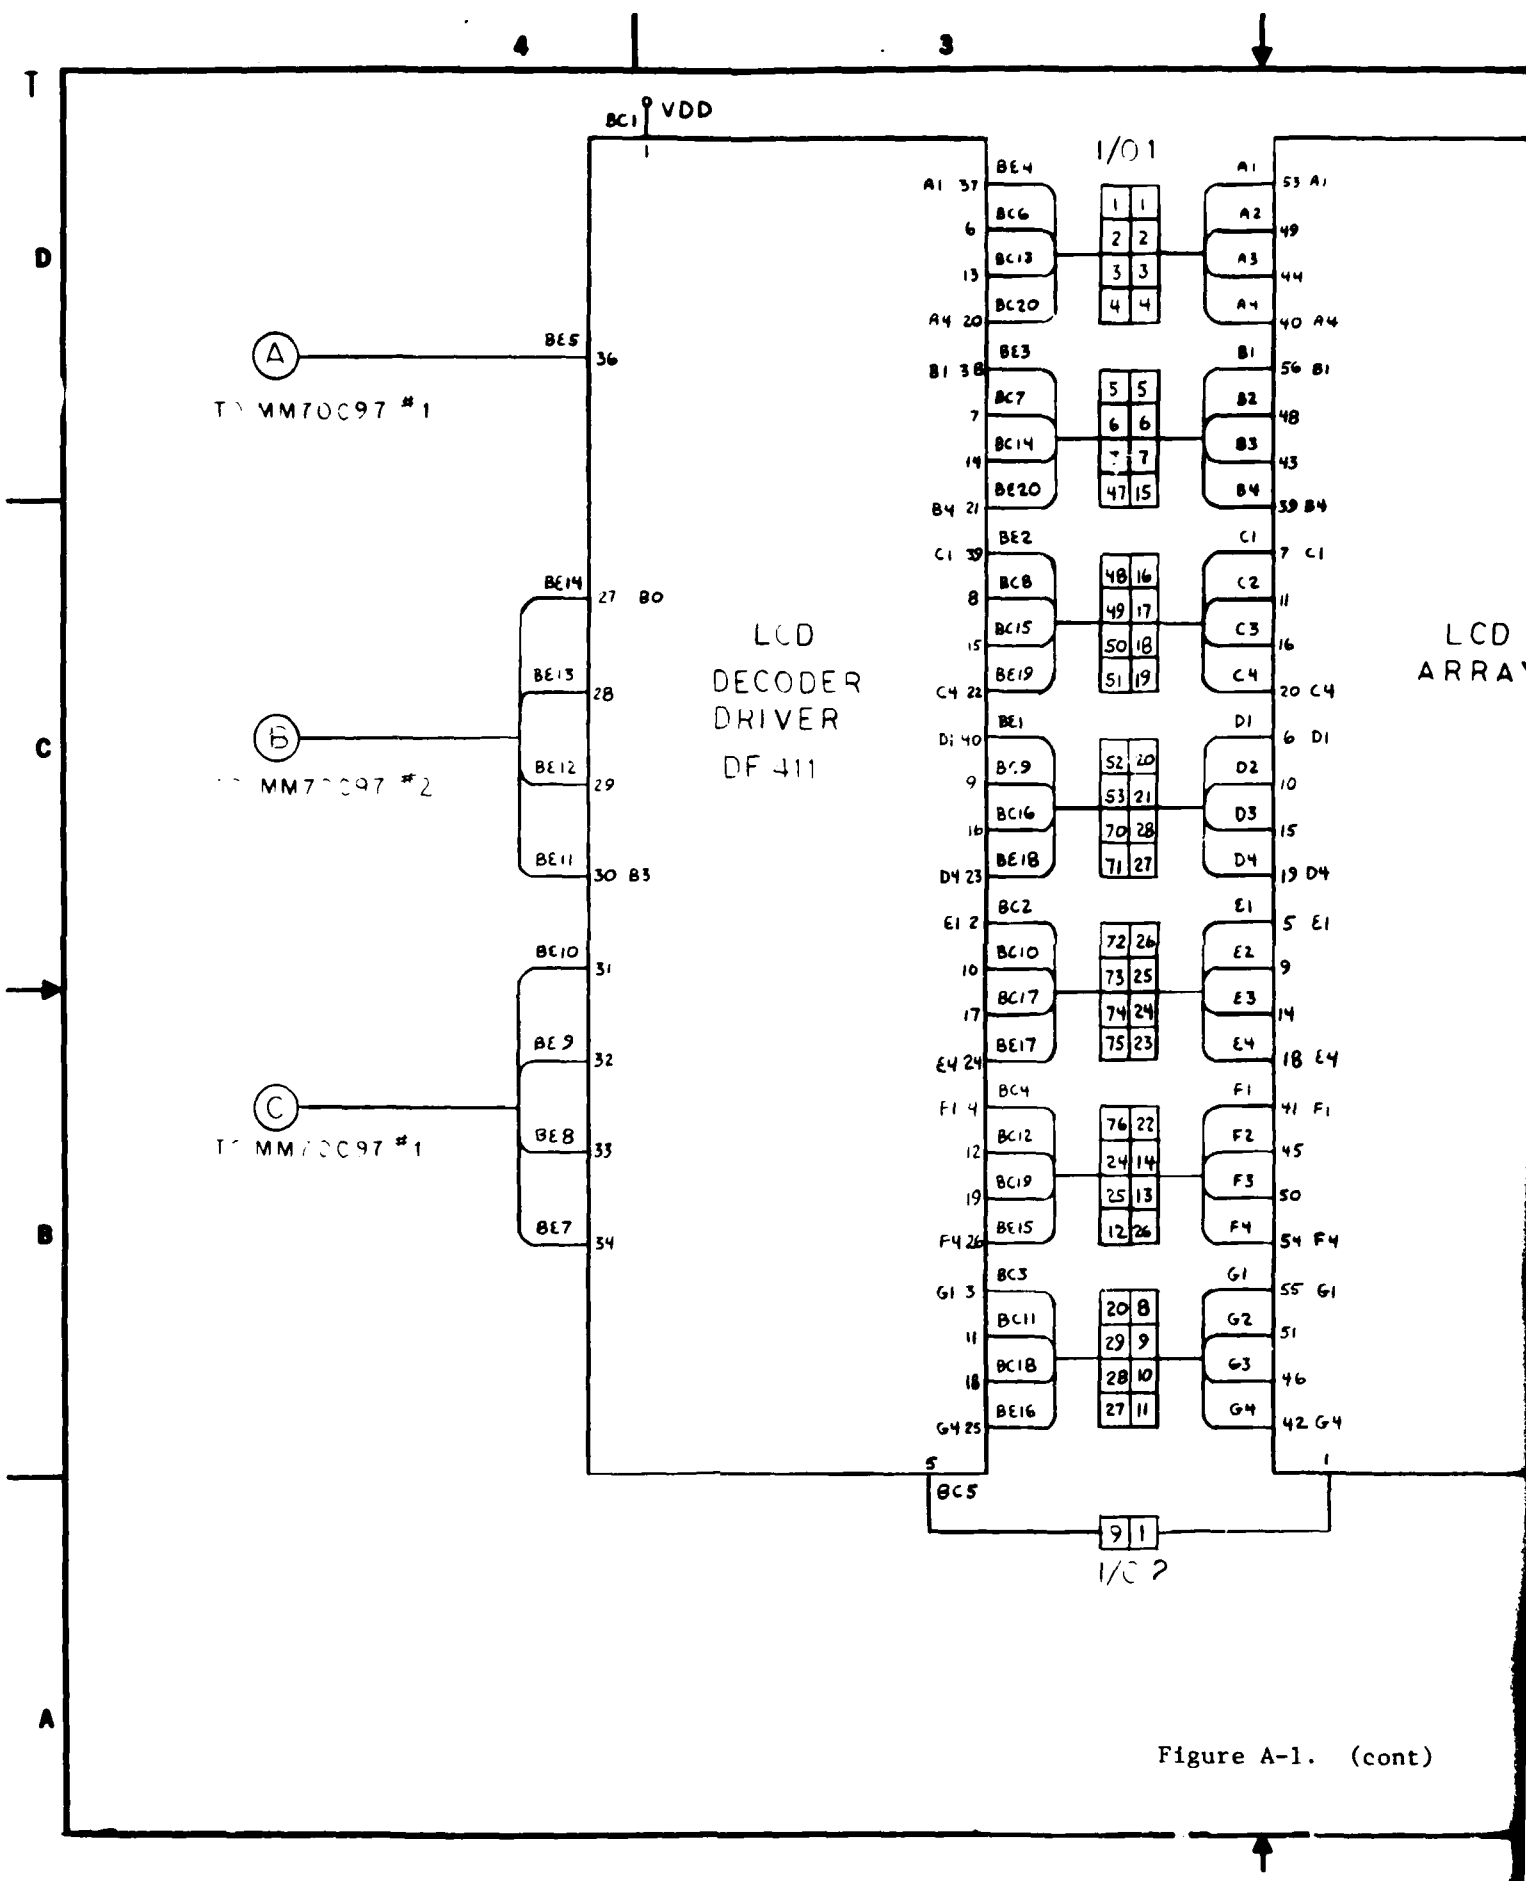 4 3
T
BC1 VDD
1
I/O1
A1 37 BE4 1 1 A1 53 A1
6 BC6 2 2 A2 49
D
13 BC13 3 3 A3 44
A4 20 BC20 4 4 A4 40 A4
A BE5 36
TO MM70C97 #1
B1 38 BE3 5 5 B1 56 B1
7 BC7 6 6 B2 48
14 BC14 7 B3 43
B4 21 BE20 47 15 B4 39 B4
C1 39 BE2 48 16 C1 7 C1
8 BC8 49 17 C2 11
15 BC15 50 18 C3 16
C4 22 BE19 51 19 C4 20 C4
BE14 27 B0
BE13 28
B
BE12 29
BE11 30 B3
MM70C97 #2
C
LCD
DECODER
DRIVER
DF 411
LCD
ARRAY
D1 40 BE1 52 20 D1 6 D1
9 BC9 53 21 D2 10
16 BC16 70 28 D3 15
D4 23 BE18 71 27 D4 19 D4
E1 2 BC2 72 26 E1 5 E1
10 BC10 73 25 E2 9
17 BC17 74 24 E3 14
E4 24 BE17 75 23 E4 18 E4
BE10 31
BE9 32
C
BE8 33
BE7 34
TO MM70C97 #1
B
F1 4 BC4 76 22 F1 41 F1
12 BC12 24 14 F2 45
19 BC19 25 13 F3 50
F4 26 BE15 12 26 F4 54 F4
G1 3 BC3 20 8 G1 55 G1
11 BC11 29 9 G2 51
18 BC18 28 10 G3 46
G4 25 BE16 27 11 G4 42 G4
5 1
BC5
9 1
I/O 2
A
Figure A-1. (cont)